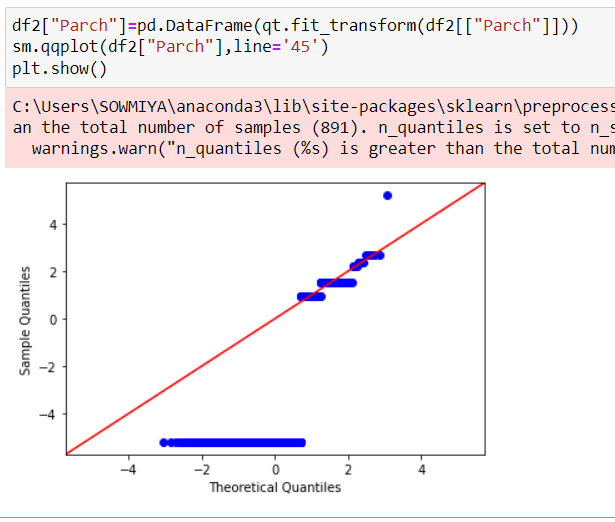 df2["Parch"]=pd.DataFrame(qt.fit_transform(df2[["Parch"]]))
sm.qqplot(df2["Parch"],line='45')
plt.show()
C:\Users\SOWMIYA\anaconda3\lib\site-packages\sklearn\preprocess
an the total number of samples (891). n_quantiles is set to n_s
warnings.warn("n_quantiles (%s) is greater than the total num
4
2
0
−2
−4
Sample Quantiles
−4 −2 0 2 4
Theoretical Quantiles